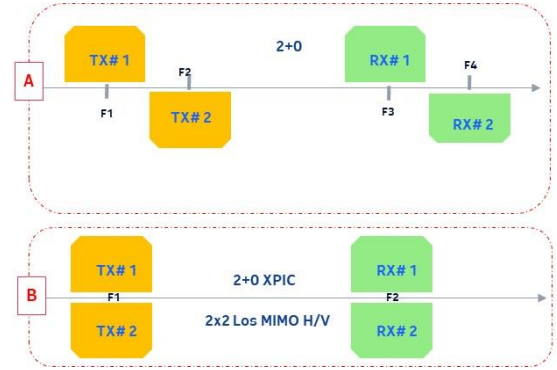 TX# 1
2+0
RX# 1
F2
F4
A
F1
F3
TX# 2
RX# 2
TX# 1
RX# 1
2+0 XPIC
B
F1
F2
2x2 Los MIMO H/V
TX# 2
RX# 2